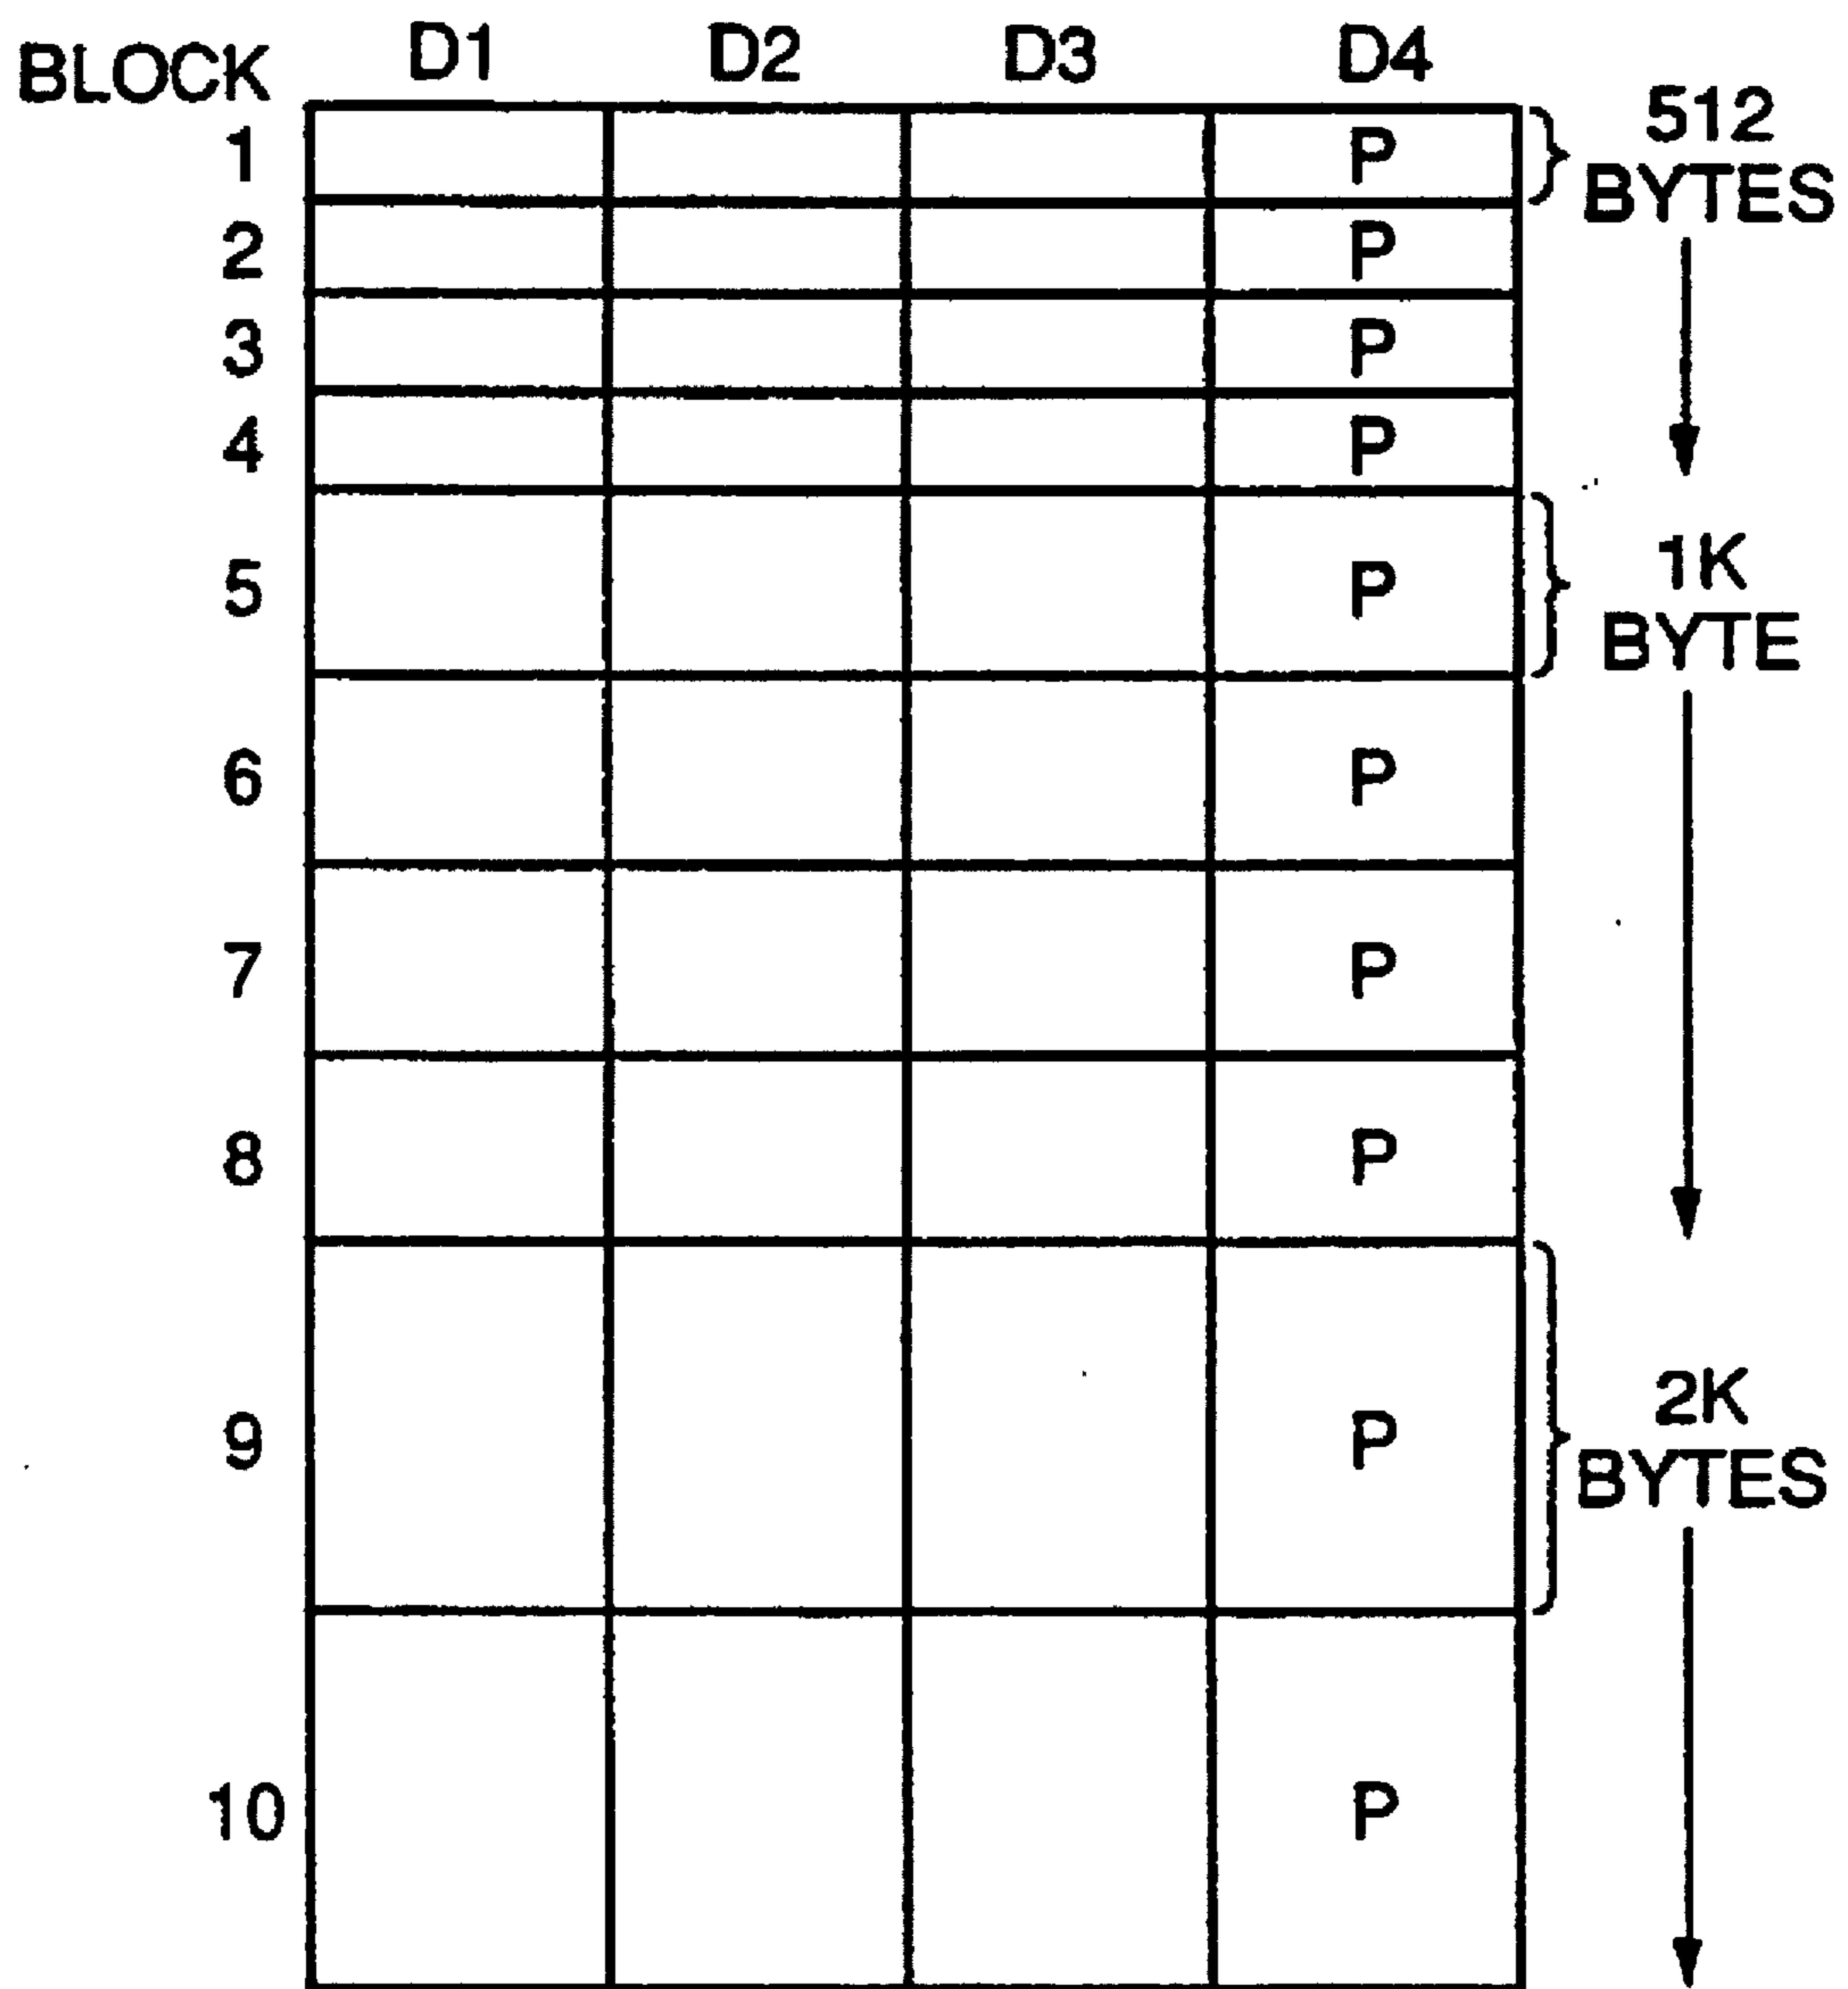 BLOCK D1 D2 D3 D4
1 P 512 BYTES
2 P
3 P
4 P
5 P 1K BYTE
6 P
7 P
8 P
9 P 2K BYTES
10 P